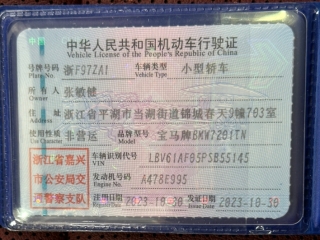 中华人民共和国机动车行驶证
Vehicle License of the People's Republic of China
号牌号码 浙F97ZA1 车辆类型 小型轿车
Plate No. Vehicle Type
所有人 张敏健
Owner
住址 浙江省平湖市当湖街道锦城春天9幢703室
Address
使用性质 非营运 品牌型号 宝马牌BMW7201TN
Use Character Model
浙江省嘉兴
市公安局交
河警察支队
车辆识别代号 LBV61AF05PSB55145
VIN
发动机号码 A478E995
Engine No.
注册日期 2023-10-30 发证日期 2023-10-30
Register Date Issue Date